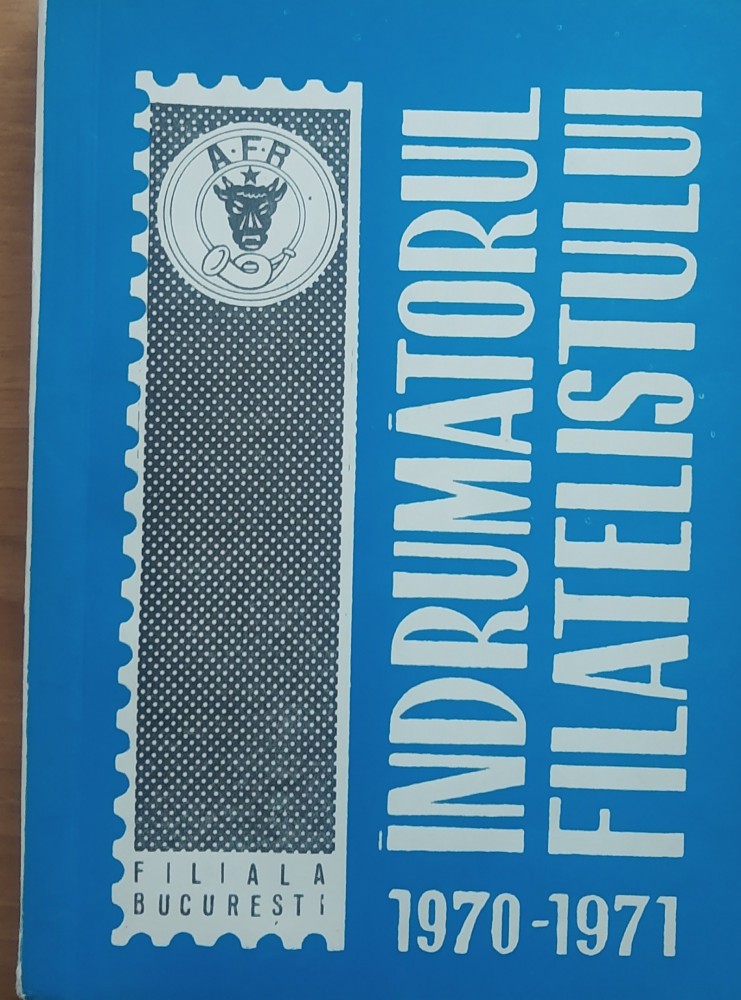 A·F·R
FILIALA
BUCUREȘTI
ÎNDRUMĂTORUL
FILATELISTULUI
1970-1971